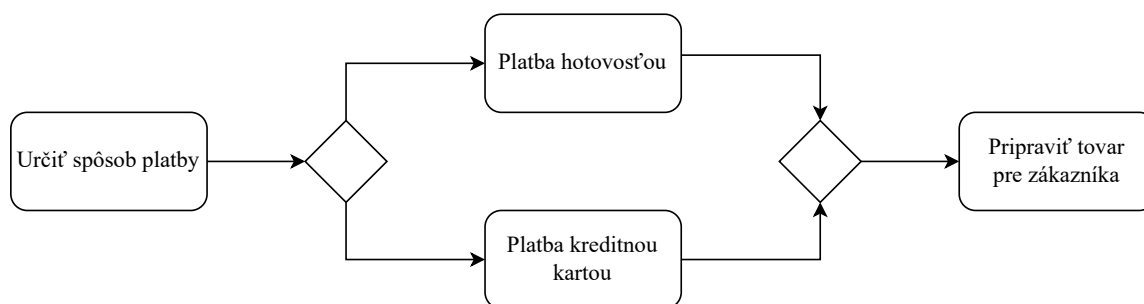 Určiť spôsob platby
Platba hotovosťou
Platba kreditnou
kartou
Pripraviť tovar
pre zákazníka